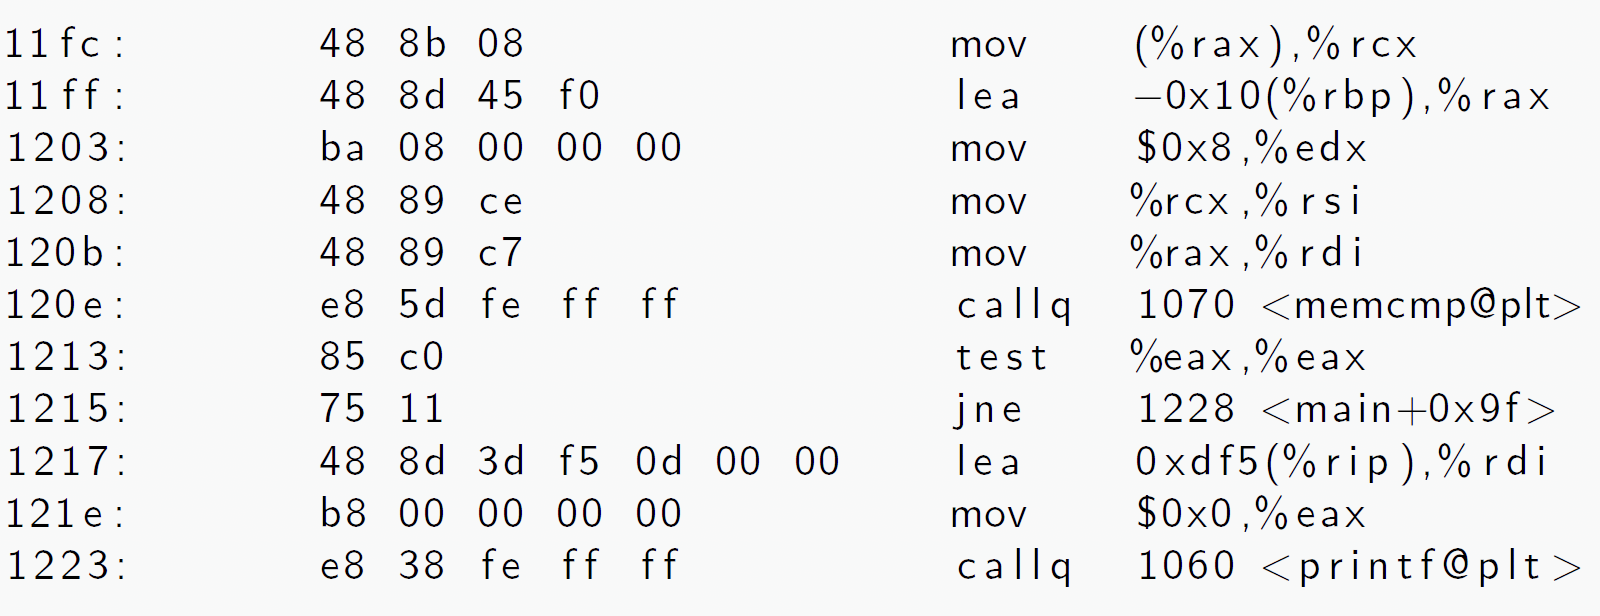 11fc: 48 8b 08 mov (%rax),%rcx
11ff: 48 8d 45 f0 lea −0x10(%rbp),%rax
1203: ba 08 00 00 00 mov $0x8,%edx
1208: 48 89 ce mov %rcx,%rsi
120b: 48 89 c7 mov %rax,%rdi
120e: e8 5d fe ff ff callq 1070 <memcmp@plt>
1213: 85 c0 test %eax,%eax
1215: 75 11 jne 1228 <main+0x9f>
1217: 48 8d 3d f5 0d 00 00 lea 0xdf5(%rip),%rdi
121e: b8 00 00 00 00 mov $0x0,%eax
1223: e8 38 fe ff ff callq 1060 <printf@plt>